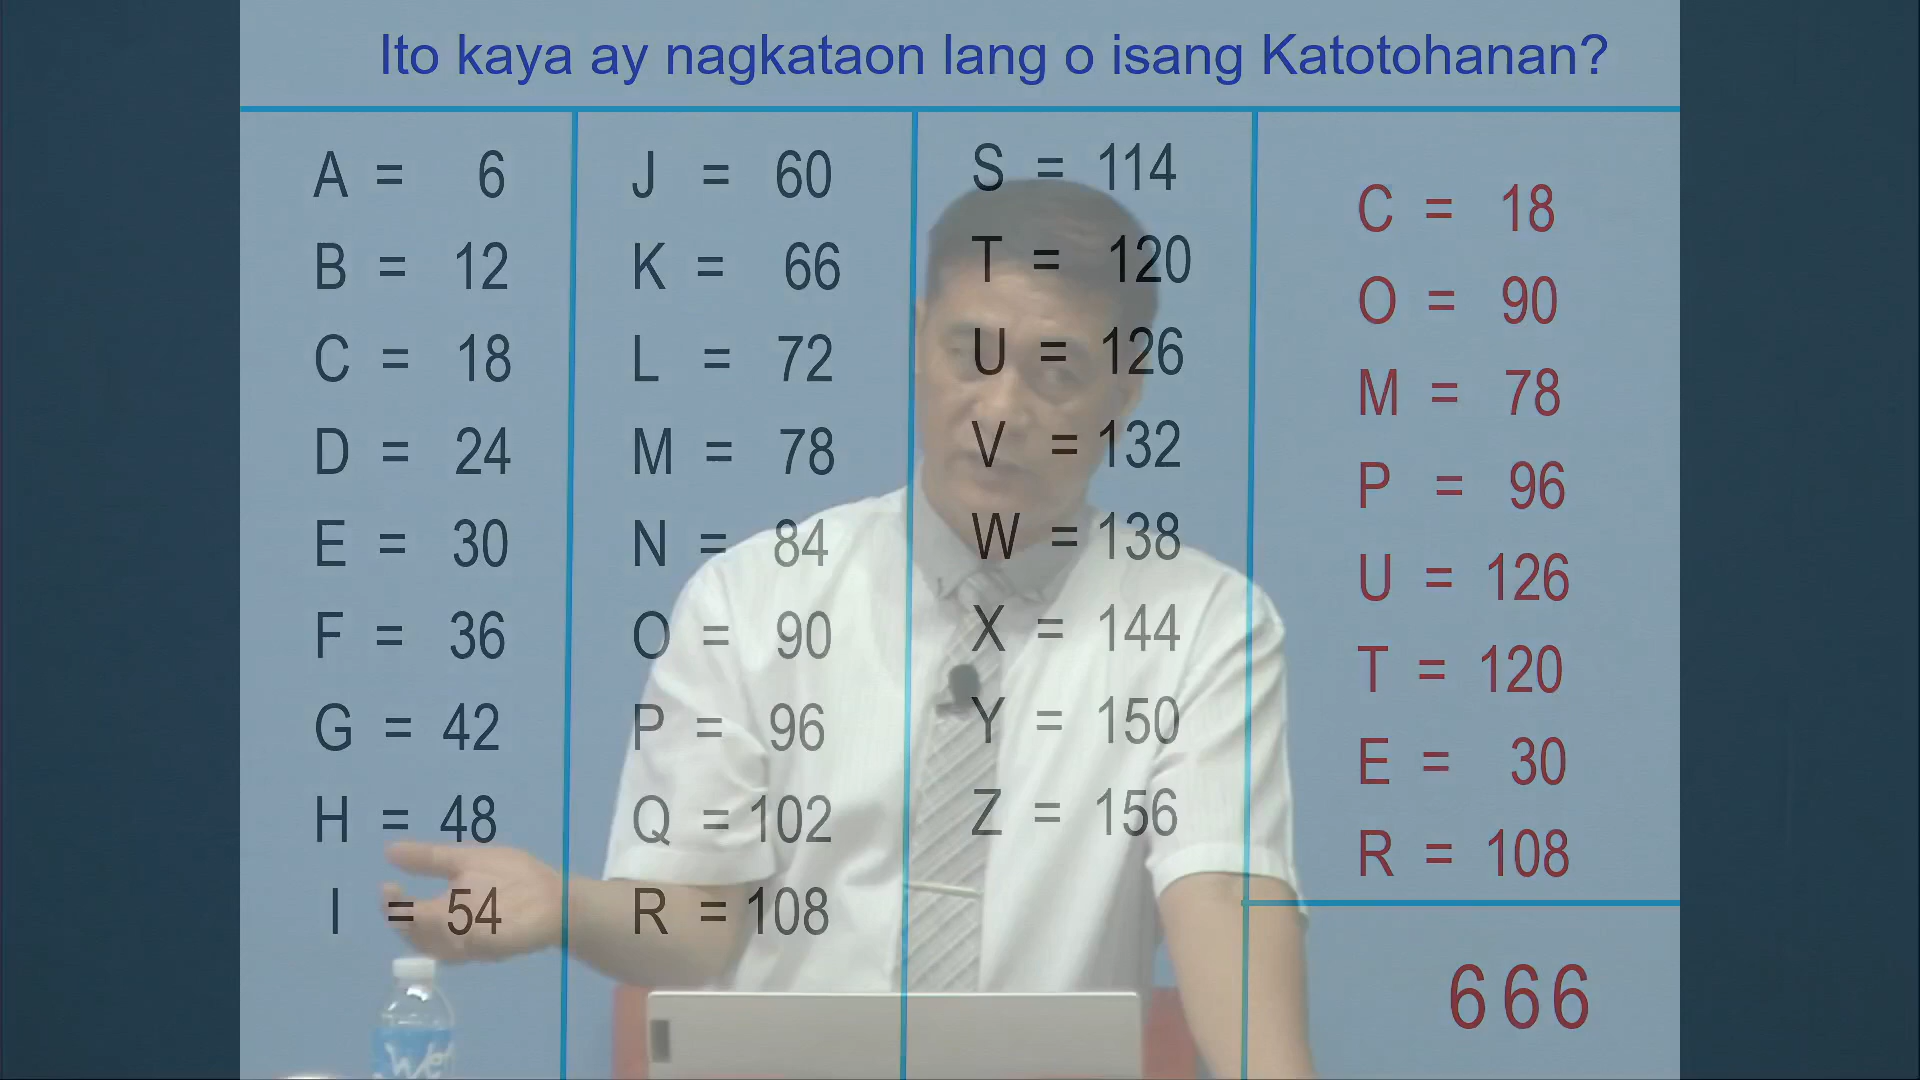 Ito kaya ay nagkataon lang o isang Katotohanan?
A = 6
B = 12
C = 18
D = 24
E = 30
F = 36
G = 42
H = 48
I = 54
J = 60
K = 66
L = 72
M = 78
N = 84
O = 90
P = 96
Q = 102
R = 108
S = 114
T = 120
U = 126
V = 132
W = 138
X = 144
Y = 150
Z = 156
C = 18
O = 90
M = 78
P = 96
U = 126
T = 120
E = 30
R = 108
666